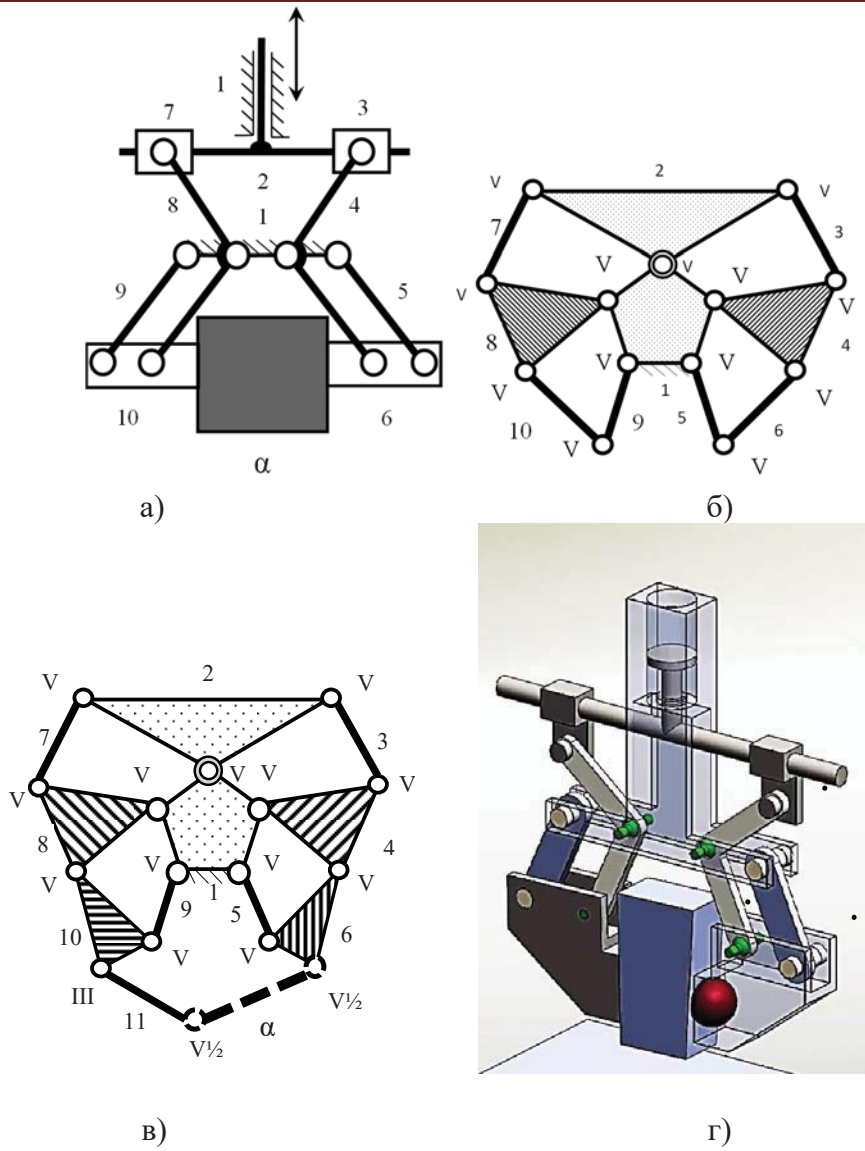 1
7 3
2
8 1 4
9 5
10 6
α
а)
2
V V
7 3
V V V
V V
8 4
V V
V V
1
10 9 5 6
V V
б)
2
V V
7 3
V V V
V V
8 4
V V
V V
9 1 5
10 V V 6
III V½
11 α
V½
в)
г)